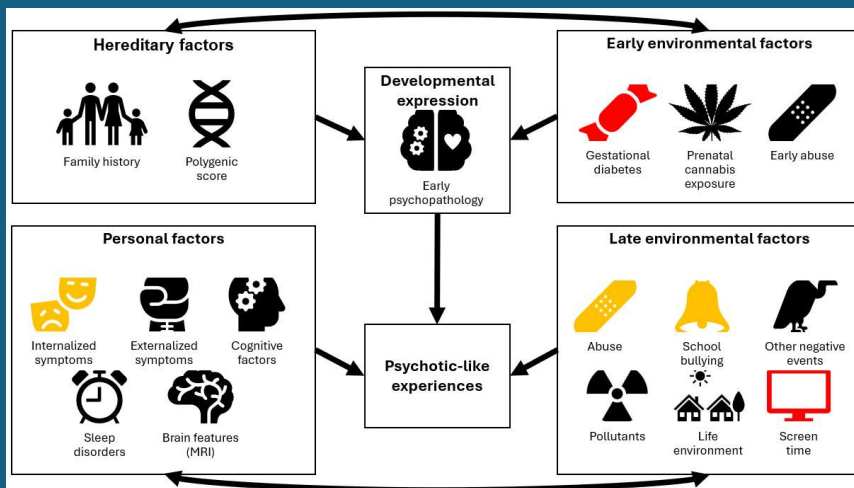 Hereditary factors
Family history
Polygenic
score
Developmental
expression
Early
psychopathology
Early environmental factors
Gestational
diabetes
Prenatal
cannabis
exposure
Early abuse
Personal factors
Internalized
symptoms
Externalized
symptoms
Cognitive
factors
Sleep
disorders
Brain features
(MRI)
Psychotic-like
experiences
Late environmental factors
Abuse
School
bullying
Other negative
events
Pollutants
Life
environment
Screen
time